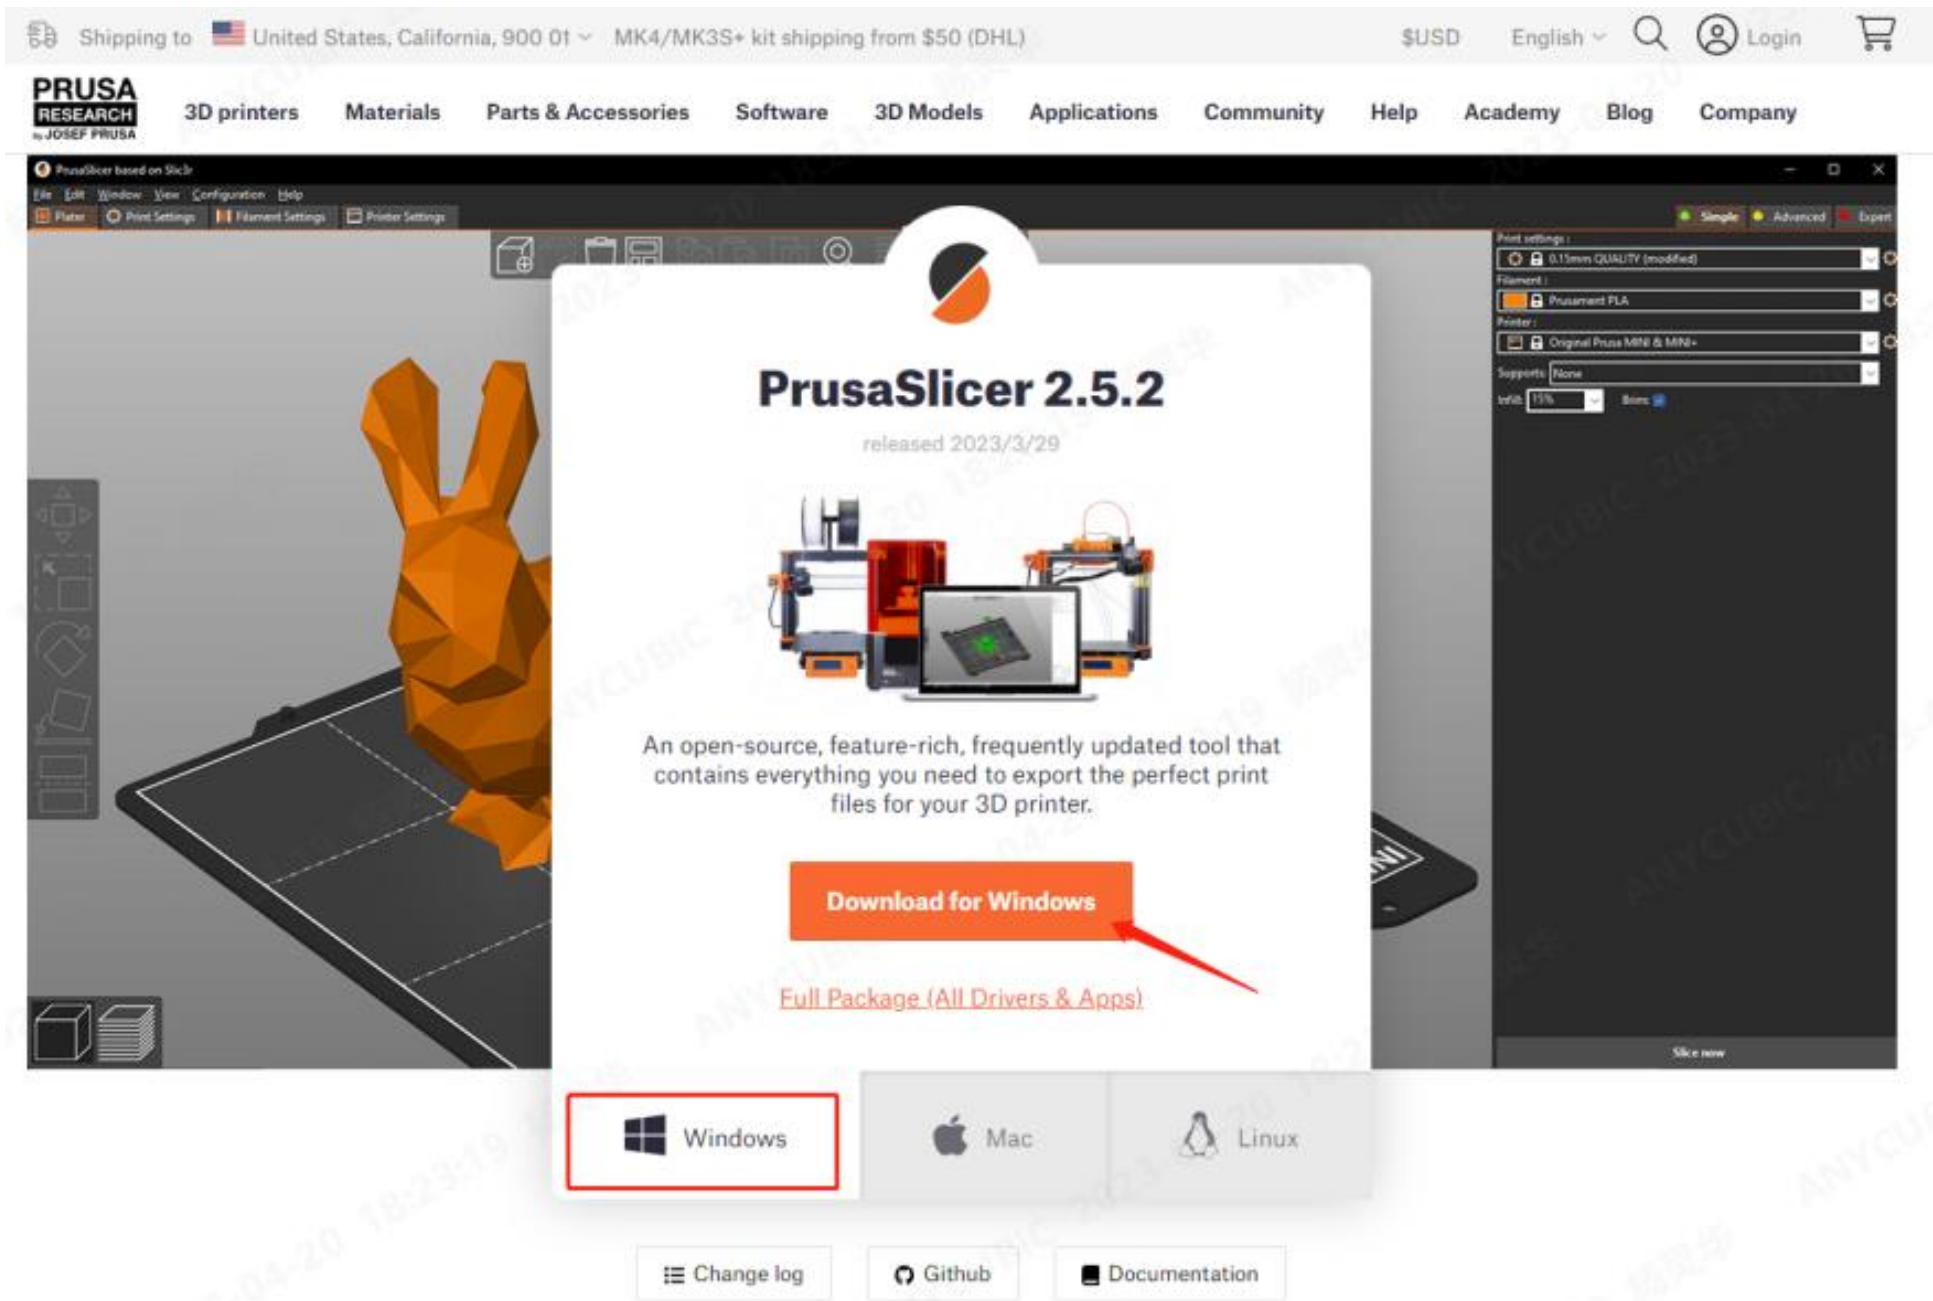 Shipping to United States, California, 900 01 MK4/MK3S+ kit shipping from $50 (DHL) $USD English Login
PRUSA
RESEARCH
by JOSEF PRUSA
3D printers Materials Parts & Accessories Software 3D Models Applications Community Help Academy Blog Company
PrusaSlicer based on Slic3r
File Edit Window View Configuration Help
Plater Print Settings Filament Settings Printer Settings Simple Advanced Expert
Print settings :
0.15mm QUALITY (modified)
Filament :
Prusament PLA
Printer :
Original Prusa MINI & MINI+
Supports: None
Infill: 15% Brim:
PrusaSlicer 2.5.2
released 2023/3/29
An open-source, feature-rich, frequently updated tool that
contains everything you need to export the perfect print
files for your 3D printer.
Download for Windows
Full Package (All Drivers & Apps)
Slice now
Windows Mac Linux
Change log Github Documentation